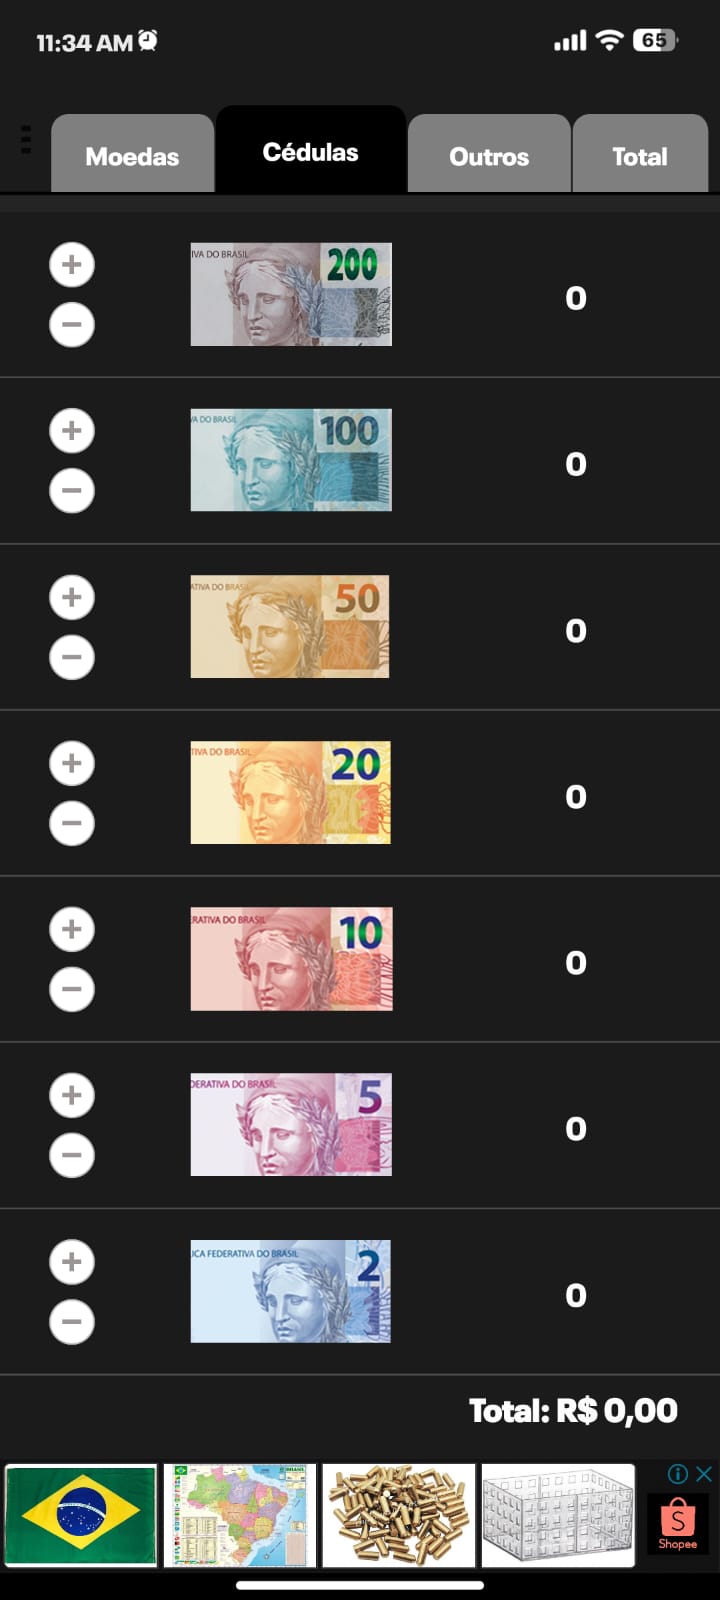 11:34 AM
65
Moedas
Cédulas
Outros
Total
IVA DO BRASIL
200
0
A DO BRASIL
100
0
ATIVA DO BRASIL
50
0
TIVA DO BRASIL
20
0
RATIVA DO BRASIL
10
0
DERATIVA DO BRASIL
5
0
ICA FEDERATIVA DO BRASIL
2
0
Total: R$ 0,00
BRASIL
Shopee